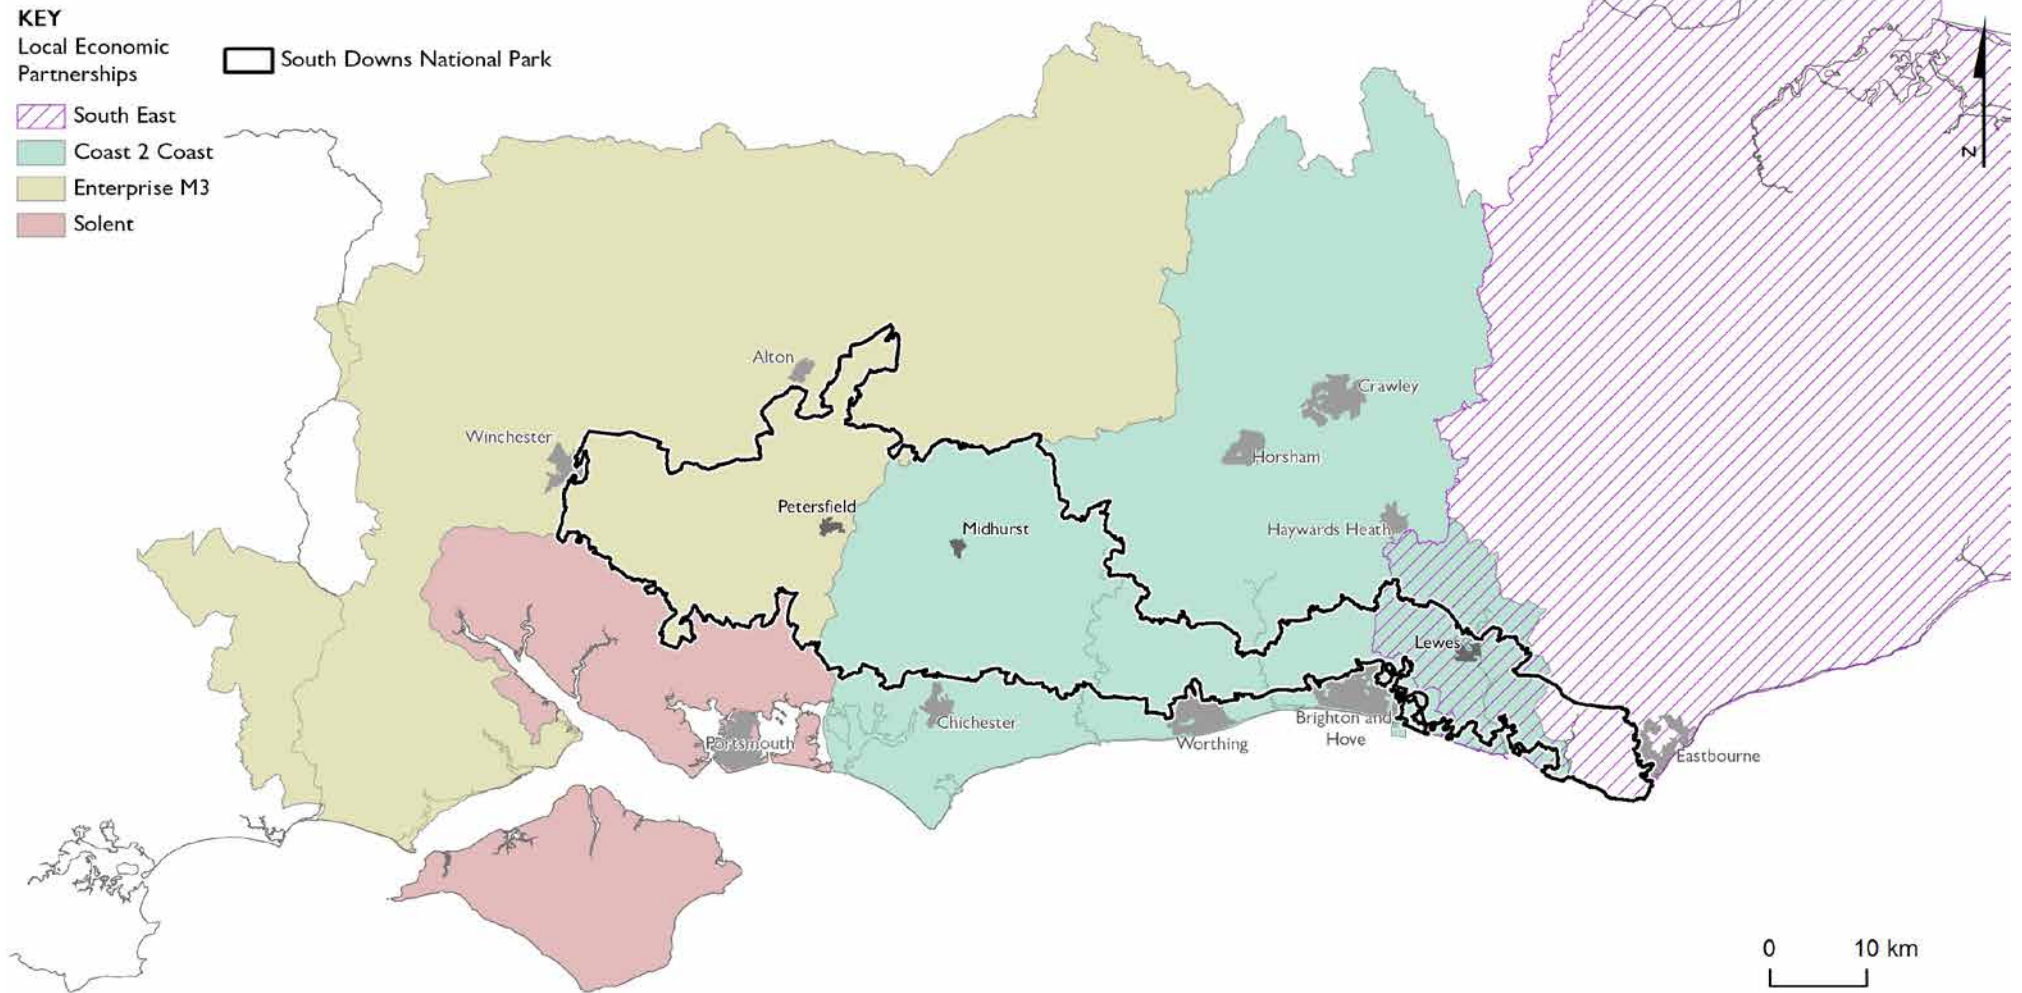 KEY
Local Economic
Partnerships
South Downs National Park
South East
Coast 2 Coast
Enterprise M3
Solent
N
Alton
Crawley
Winchester
Horsham
Petersfield
Midhurst
Haywards Heath
Lewes
Chichester
Portsmouth
Worthing
Brighton and
Hove
Eastbourne
0 10 km